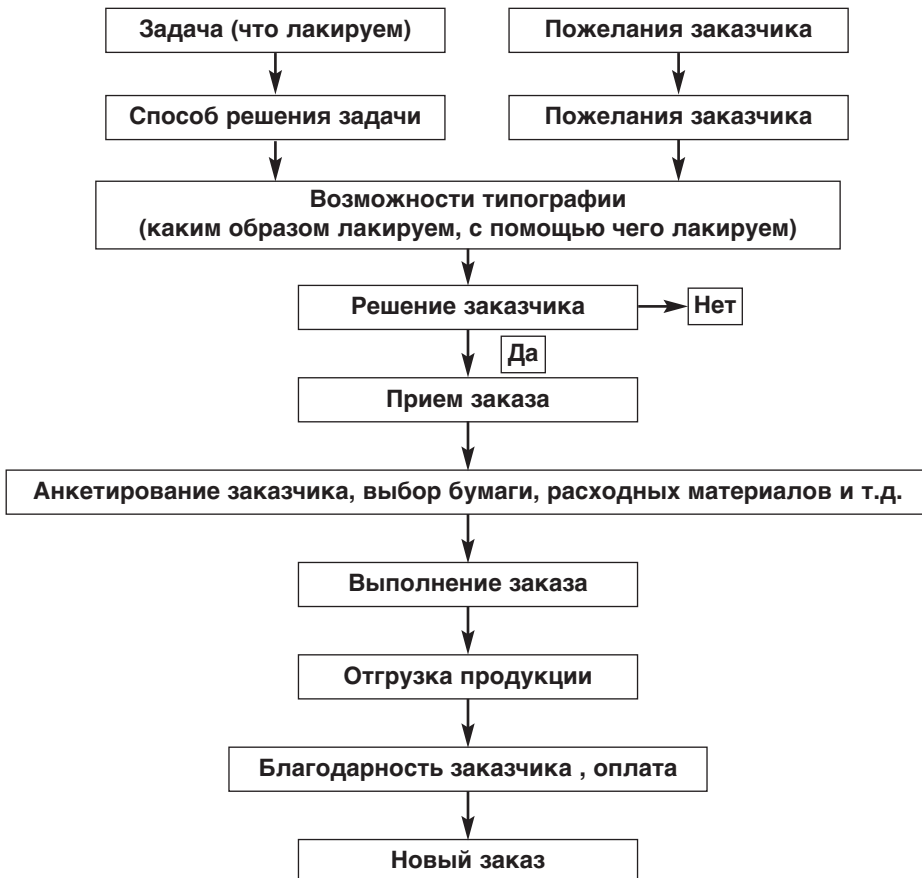 Задача (что лакируем)
Пожелания заказчика
Способ решения задачи
Пожелания заказчика
Возможности типографии
(каким образом лакируем, с помощью чего лакируем)
Решение заказчика
Нет
Да
Прием заказа
Анкетирование заказчика, выбор бумаги, расходных материалов и т.д.
Выполнение заказа
Отгрузка продукции
Благодарность заказчика , оплата
Новый заказ